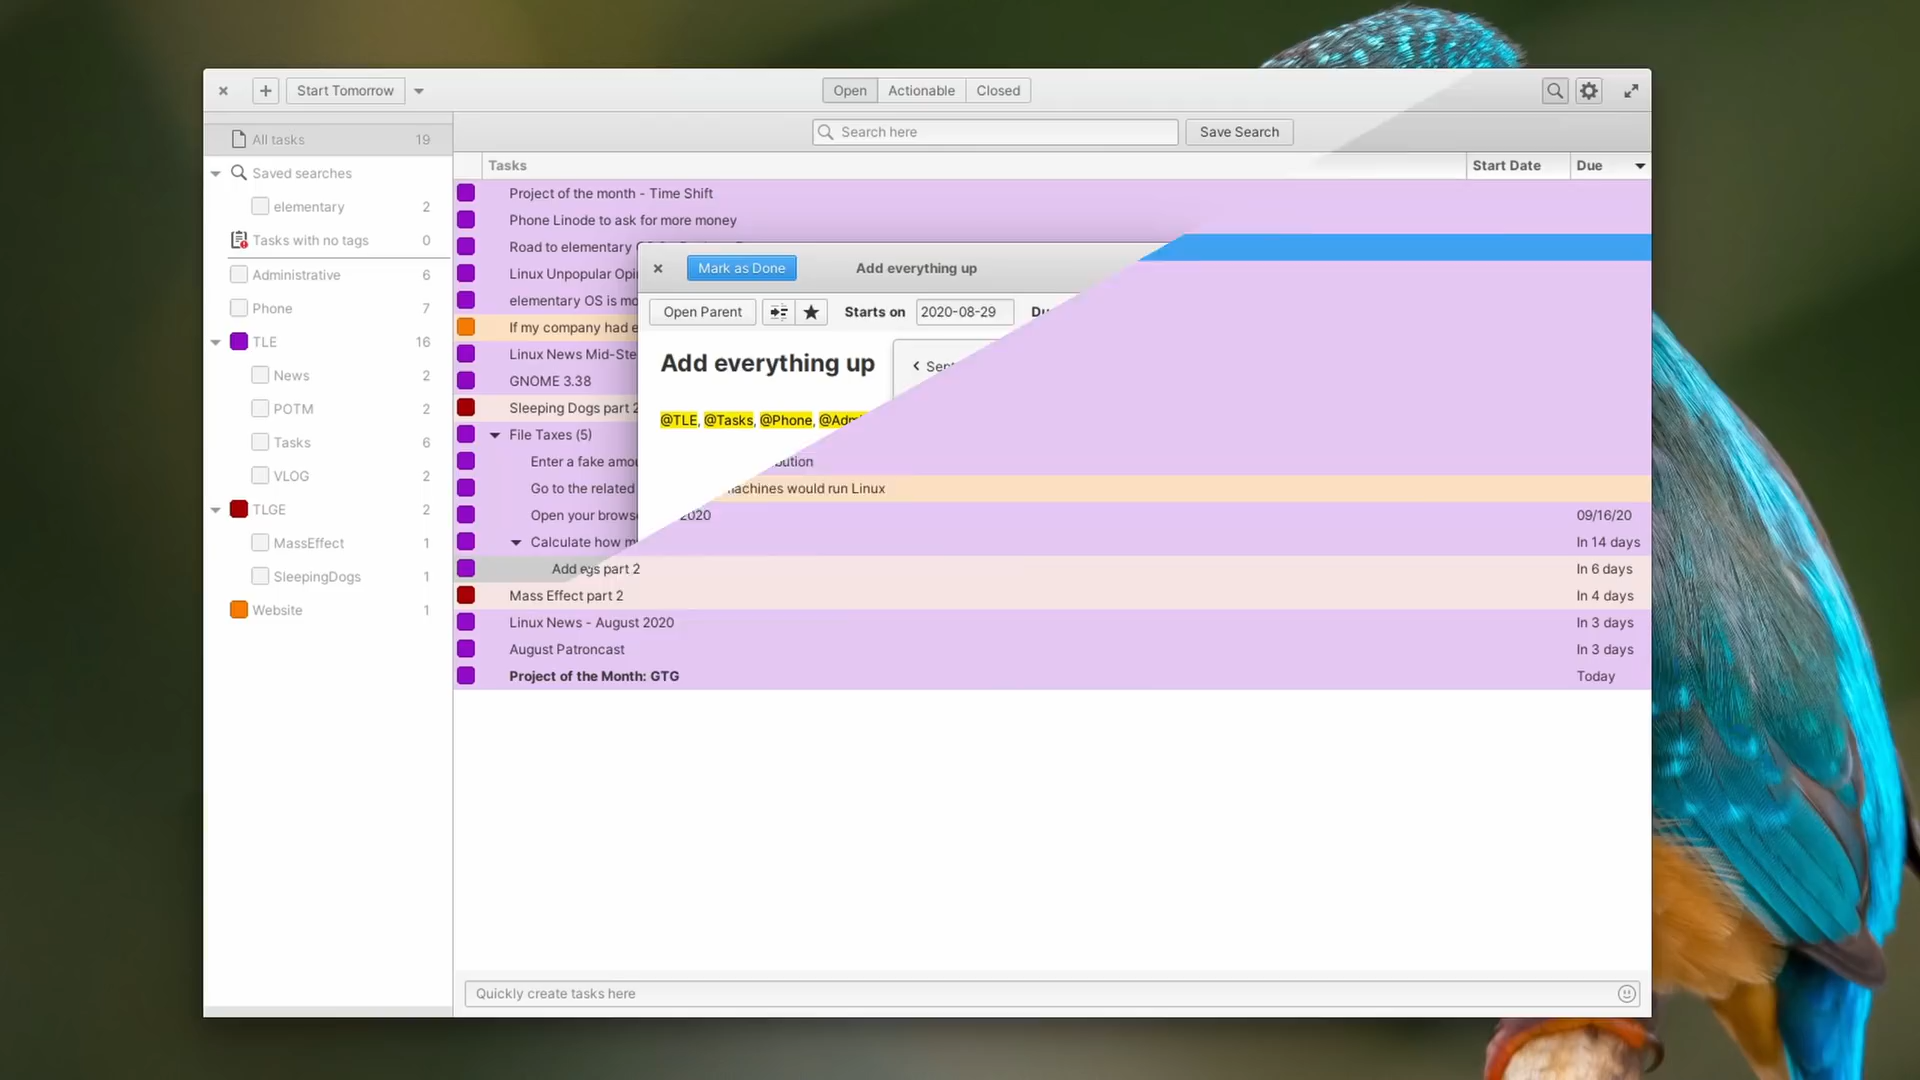 Start Tomorrow
Open Actionable Closed
Search here
Save Search
All tasks 19
Saved searches
elementary 2
Tasks with no tags 0
Administrative 6
Phone 7
TLE 16
News 2
POTM 2
Tasks 6
VLOG 2
TLGE 2
MassEffect 1
SleepingDogs 1
Website 1
Tasks Start Date Due
Project of the month - Time Shift
Phone Linode to ask for more money
Road to elementary
Linux Unpopular
elementary OS is
If my company had
Linux News
GNOME 3.38
Sleeping Dogs part 2
File Taxes (5)
Enter a fake
Go to the related machines would run Linux
Open your 2020 09/16/20
Calculate how In 14 days
Add part 2 In 6 days
Mass Effect part 2 In 4 days
Linux News - August 2020 In 3 days
August Patroncast In 3 days
Project of the Month: GTG Today
Mark as Done Add everything up
Open Parent Starts on 2020-08-29
Add everything up
@TLE, @Tasks, @Phone,
Quickly create tasks here